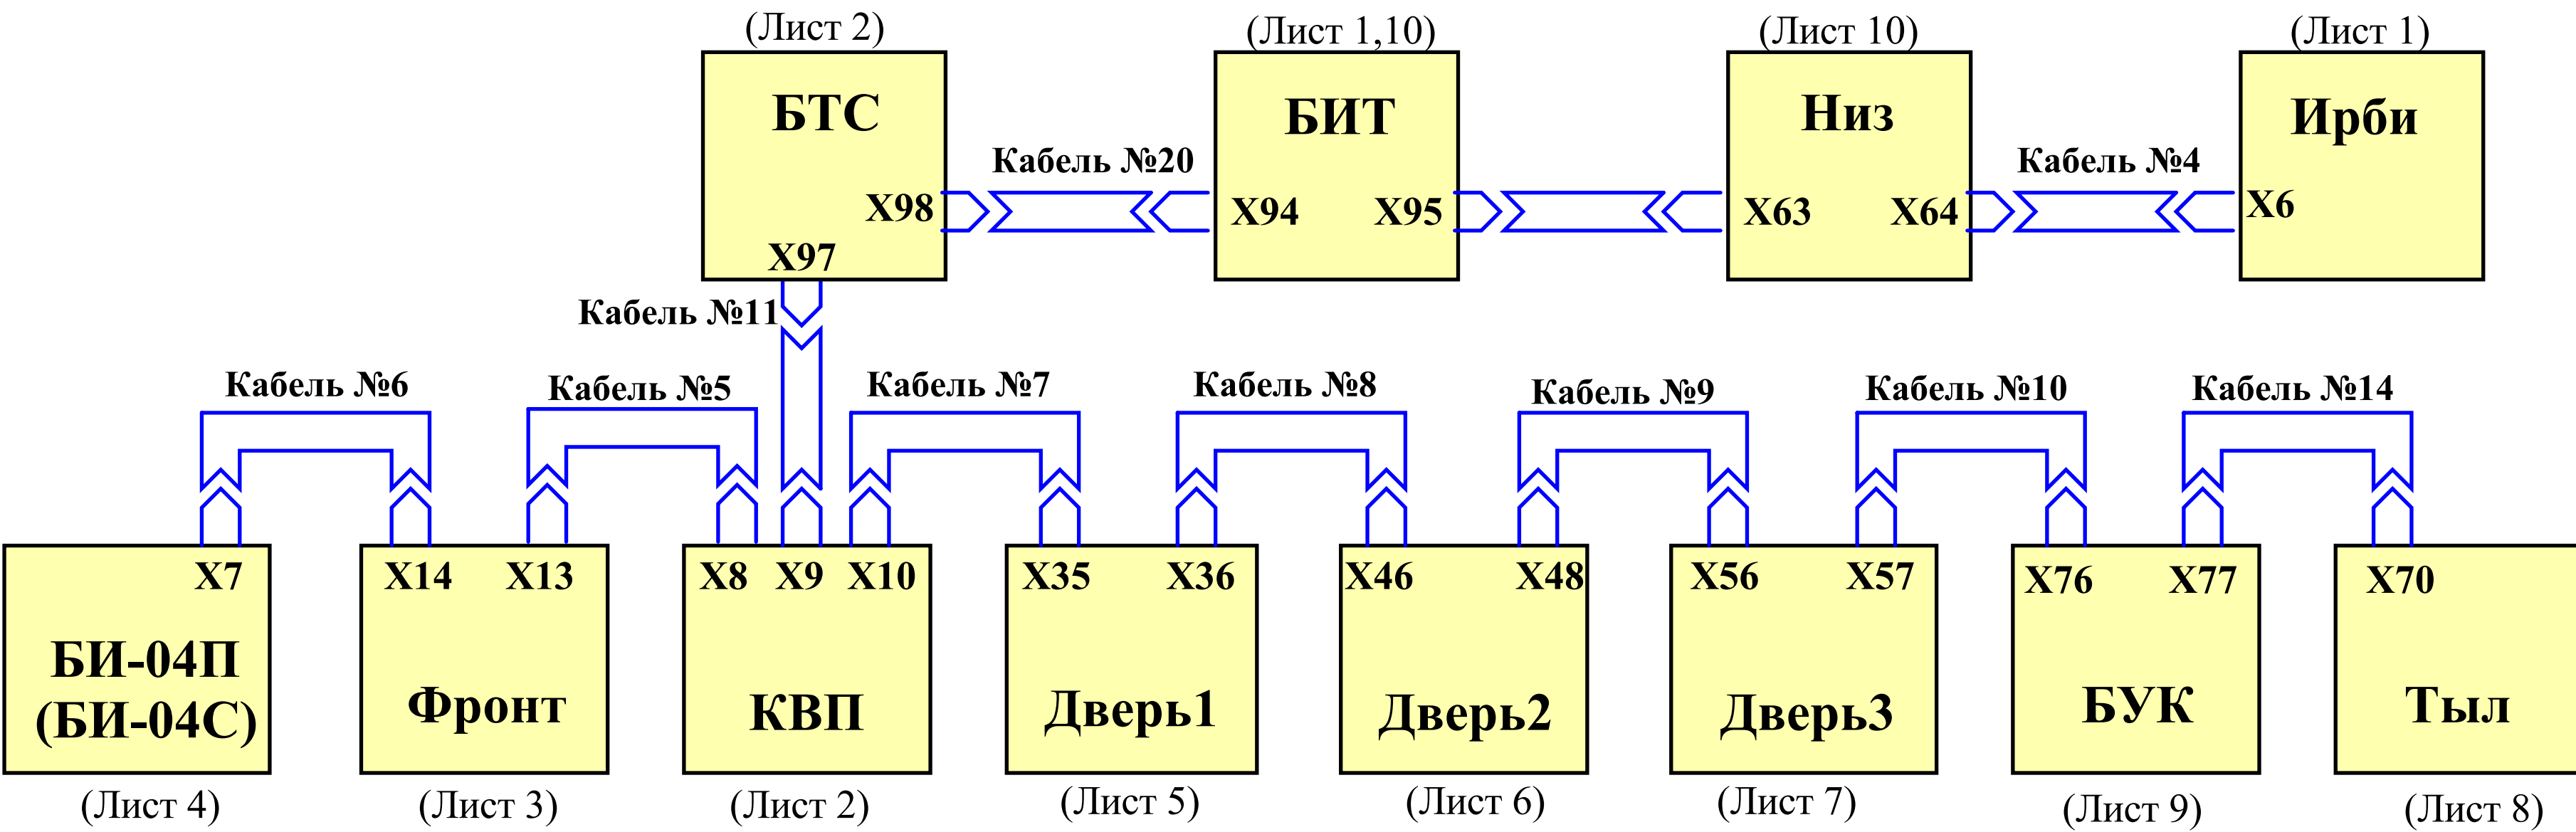 (Лист 2)
(Лист 1,10)
(Лист 10)
(Лист 1)
БТС
БИТ
Низ
Ирби
Кабель №20
Кабель №4
X98
X94
X95
X63
X64
X6
X97
Кабель №11
Кабель №6
Кабель №5
Кабель №7
Кабель №8
Кабель №9
Кабель №10
Кабель №14
X7
X14
X13
X8
X9
X10
X35
X36
X46
X48
X56
X57
X76
X77
X70
БИ-04П
(БИ-04С)
Фронт
КВП
Дверь1
Дверь2
Дверь3
БУК
Тыл
(Лист 4)
(Лист 3)
(Лист 2)
(Лист 5)
(Лист 6)
(Лист 7)
(Лист 9)
(Лист 8)